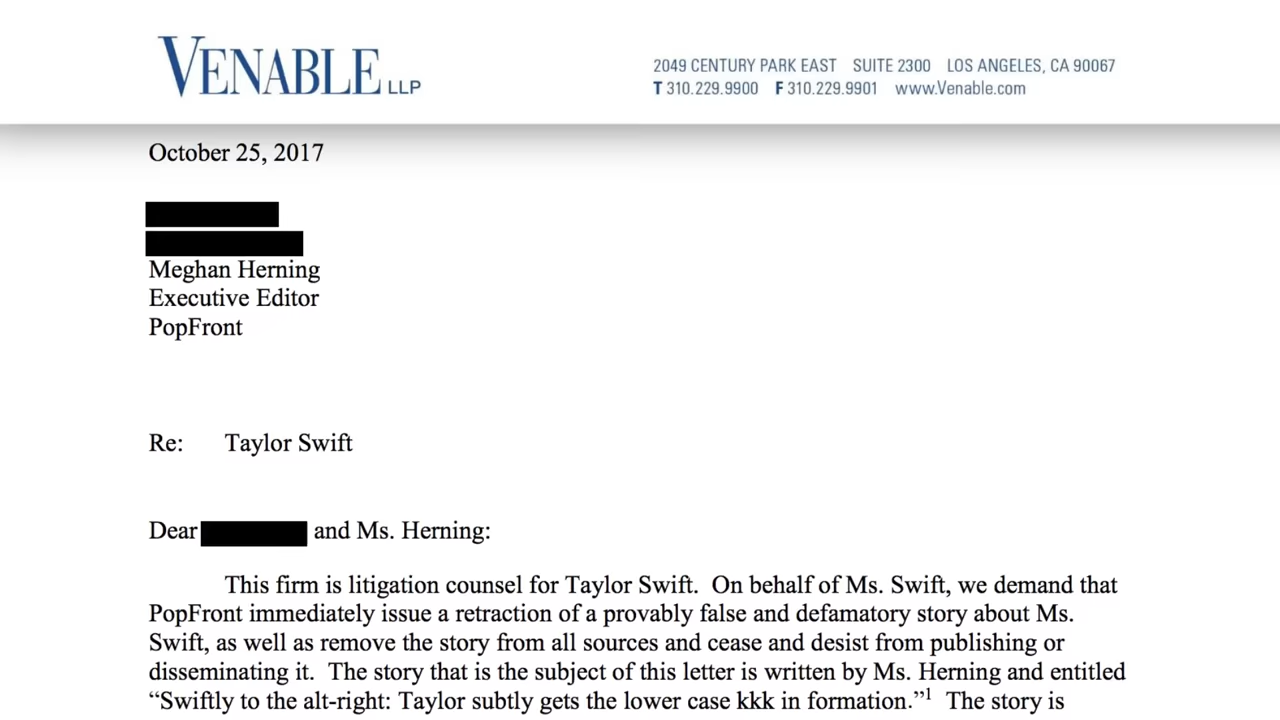 VENABLE LLP
2049 CENTURY PARK EAST SUITE 2300 LOS ANGELES, CA 90067
T 310.229.9900 F 310.229.9901 www.Venable.com
October 25, 2017
Meghan Herning
Executive Editor
PopFront
Re: Taylor Swift
Dear and Ms. Herning:
This firm is litigation counsel for Taylor Swift. On behalf of Ms. Swift, we demand that
PopFront immediately issue a retraction of a provably false and defamatory story about Ms.
Swift, as well as remove the story from all sources and cease and desist from publishing or
disseminating it. The story that is the subject of this letter is written by Ms. Herning and entitled
“Swiftly to the alt-right: Taylor subtly gets the lower case kkk in formation.”1 The story is